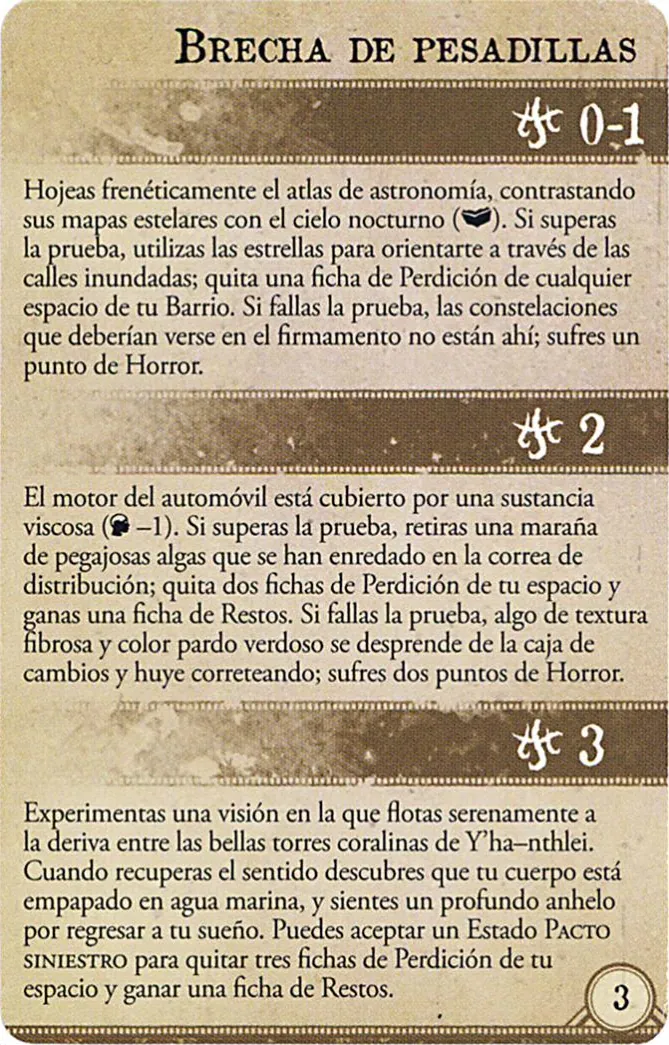 Brecha de pesadillas
0-1
Hojeas frenéticamente el atlas de astronomía, contrastando
sus mapas estelares con el cielo nocturno (). Si superas
la prueba, utilizas las estrellas para orientarte a través de las
calles inundadas; quita una ficha de Perdición de cualquier
espacio de tu Barrio. Si fallas la prueba, las constelaciones
que deberían verse en el firmamento no están ahí; sufres un
punto de Horror.
2
El motor del automóvil está cubierto por una sustancia
viscosa ( –1). Si superas la prueba, retiras una maraña
de pegajosas algas que se han enredado en la correa de
distribución; quita dos fichas de Perdición de tu espacio y
ganas una ficha de Restos. Si fallas la prueba, algo de textura
fibrosa y color pardo verdoso se desprende de la caja de
cambios y huye correteando; sufres dos puntos de Horror.
3
Experimentas una visión en la que flotas serenamente a
la deriva entre las bellas torres coralinas de Y’ha–nthlei.
Cuando recuperas el sentido descubres que tu cuerpo está
empapado en agua marina, y sientes un profundo anhelo
por regresar a tu sueño. Puedes aceptar un Estado Pacto
siniestro para quitar tres fichas de Perdición de tu
espacio y ganar una ficha de Restos.
3